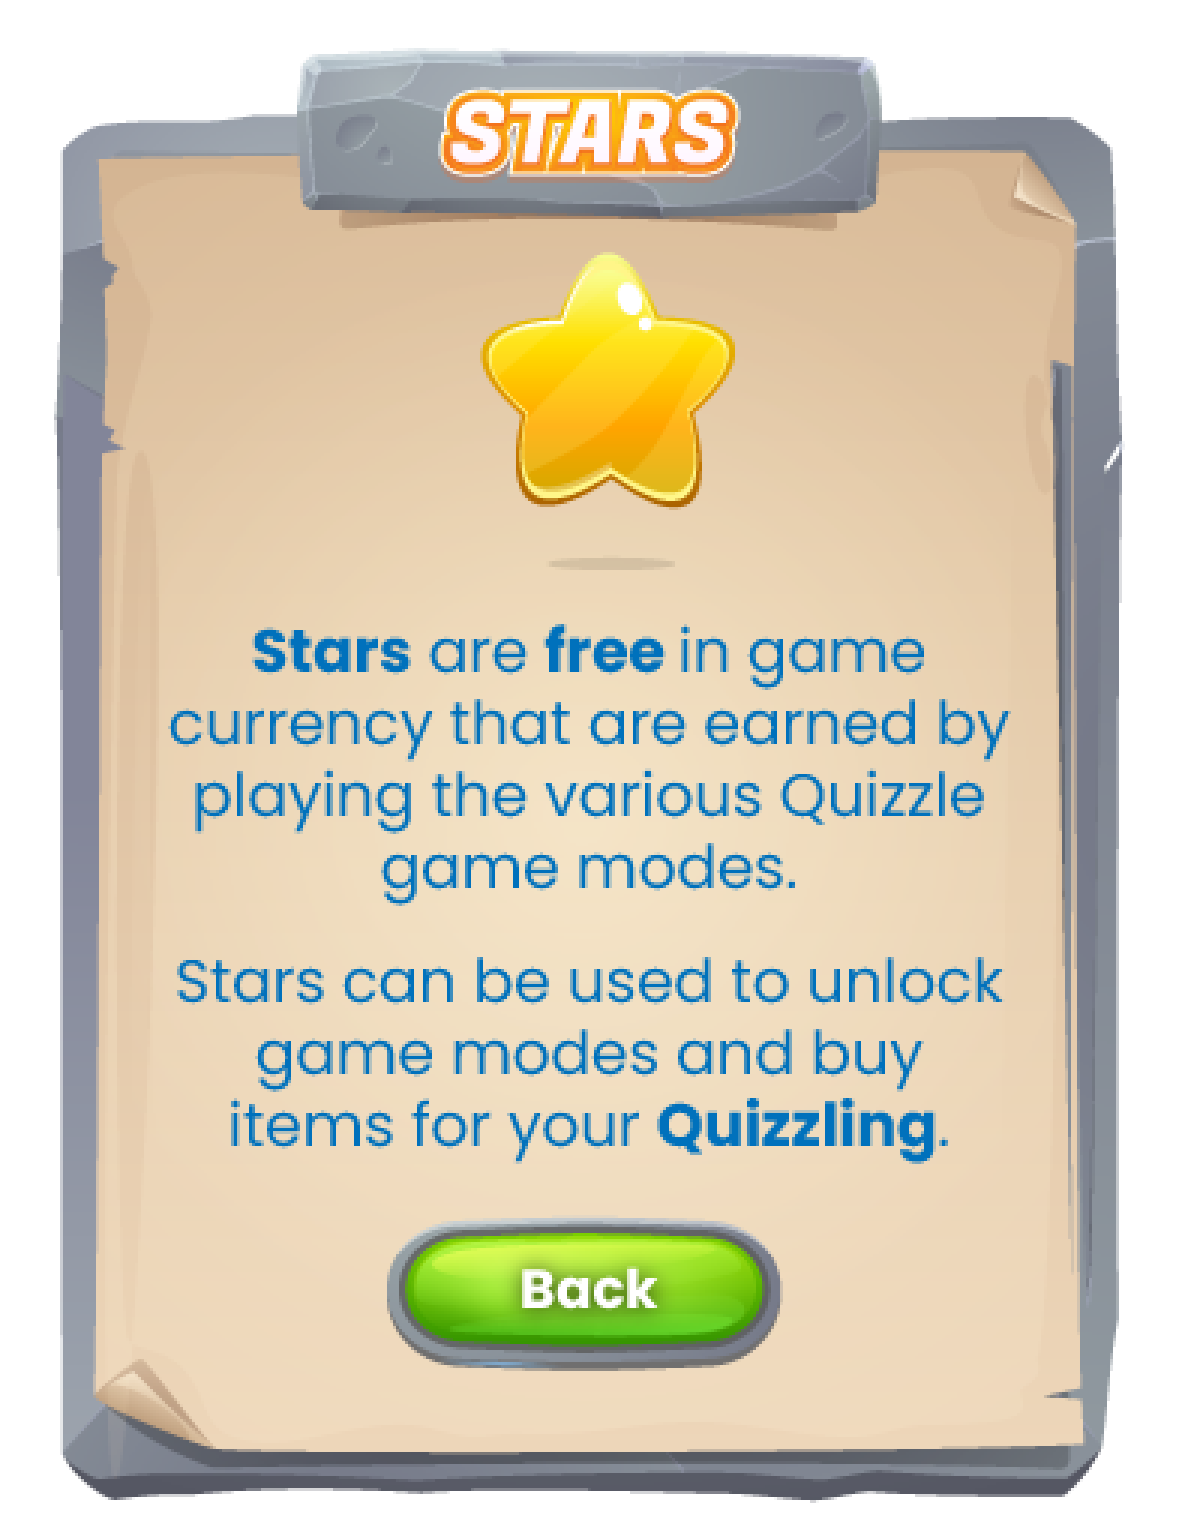 STARS
Stars are free in game
currency that are earned by
playing the various Quizzle
game modes.
Stars can be used to unlock
game modes and buy
items for your Quizzling.
Back